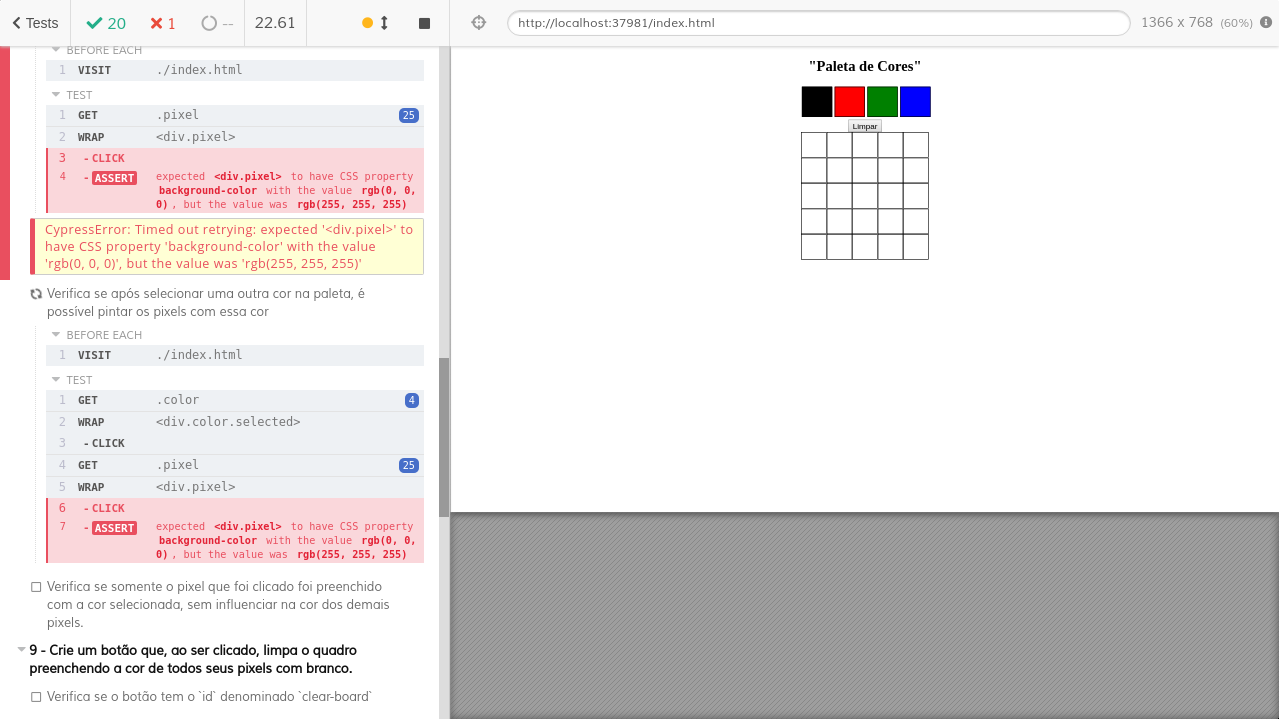 Tests 20 1 -- 22.61
http://localhost:37981/index.html 1366 x 768 (60%)
BEFORE EACH
1 VISIT ./index.html
TEST
1 GET .pixel 25
2 WRAP <div.pixel>
3 -CLICK
4 -ASSERT expected <div.pixel> to have CSS property
background-color with the value rgb(0, 0,
0), but the value was rgb(255, 255, 255)
CypressError: Timed out retrying: expected '<div.pixel>' to
have CSS property 'background-color' with the value
'rgb(0, 0, 0)', but the value was 'rgb(255, 255, 255)'
Verifica se após selecionar uma outra cor na paleta, é
possível pintar os pixels com essa cor
BEFORE EACH
1 VISIT ./index.html
TEST
1 GET .color 4
2 WRAP <div.color.selected>
3 -CLICK
4 GET .pixel 25
5 WRAP <div.pixel>
6 -CLICK
7 -ASSERT expected <div.pixel> to have CSS property
background-color with the value rgb(0, 0,
0), but the value was rgb(255, 255, 255)
Verifica se somente o pixel que foi clicado foi preenchido
com a cor selecionada, sem influenciar na cor dos demais
pixels.
9 - Crie um botão que, ao ser clicado, limpa o quadro
preenchendo a cor de todos seus pixels com branco.
Verifica se o botão tem o `id` denominado `clear-board`
"Paleta de Cores"
Limpar